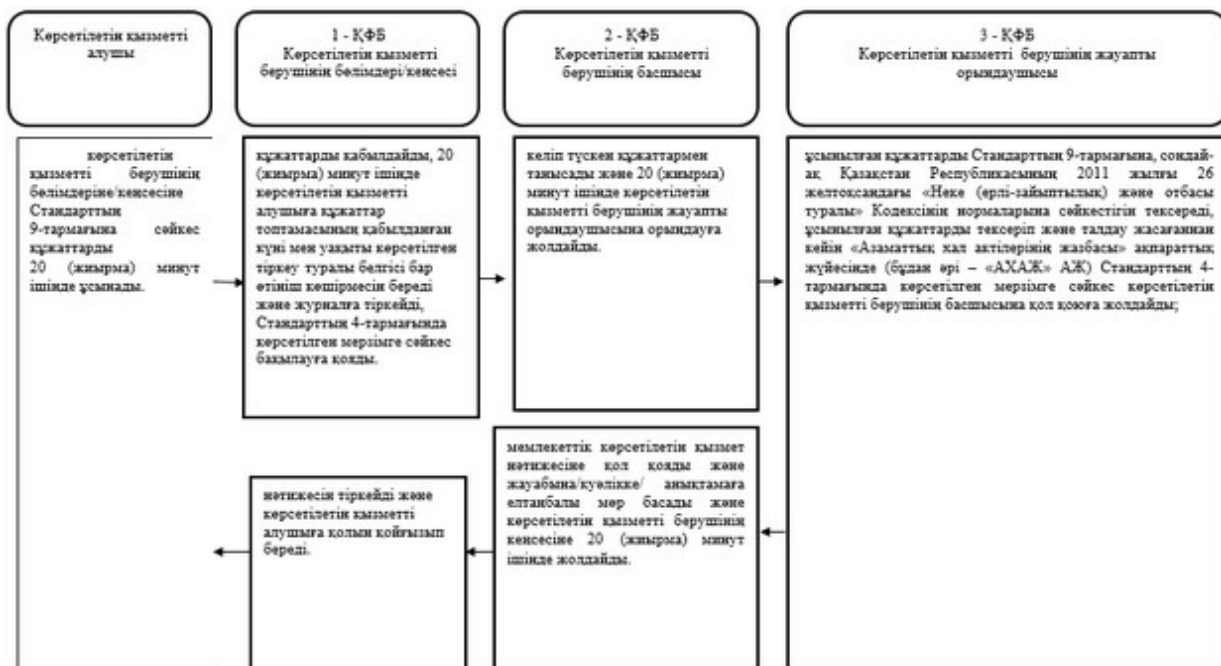 Көрсетілетін қызметті
алушы
1 - ҚФБ
Көрсетілетін қызметті
берушінің бөлімдері/кеңсесі
2 - ҚФБ
Көрсетілетін қызметті
берушінің басшысы
3 - ҚФБ
Көрсетілетін қызметті берушінің жауапты
орындаушысы
көрсетілетін
қызметті берушінің
бөлімдеріне/кеңсесіне
Стандарттың
9-тармағына сәйкес
құжаттарды
20 (жиырма) минут
ішінде ұсынады.
құжаттарды қабылдайды, 20
(жиырма) минут ішінде
көрсетілетін қызметті
алушыға құжаттар
топтамасының қабылданған
күні мен уақыты көрсетілген
тіркеу туралы белгісі бар
өтініш көшірмесін береді
және журналға тіркейді,
Стандарттың 4-тармағында
көрсетілген мерзімге сәйкес
бақылауға қояды.
келіп түскен құжаттармен
танысады және 20 (жиырма)
минут ішінде көрсетілетін
қызметті берушінің жауапты
орындаушысына орындауға
жолдайды.
ұсынылған құжаттарды Стандарттың 9-тармағына, сондай-
ақ Қазақстан Республикасының 2011 жылғы 26
желтоқсандағы «Неке (ерлі-зайыптылық) және отбасы
туралы» Кодексінің нормаларына сәйкестігін тексереді,
ұсынылған құжаттарды тексеріп және талдау жасағаннан
кейін «Азаматтық хал актілерінің жазбасы» ақпараттық
жүйесінде (бұдан әрі – «АХАЖ» АЖ) Стандарттың 4-
тармағында көрсетілген мерзімге сәйкес көрсетілетін
қызметті берушінің басшысына қол қоюға жолдайды;
мемлекеттік көрсетілетін қызмет
нәтижесіне қол қояды және
жауабына/куәлікке/ анықтамаға
елтаңбалы мөр басады және
көрсетілетін қызметті берушінің
кеңсесіне 20 (жиырма) минут
ішінде жолдайды.
нәтижесін тіркейді және
көрсетілетін қызметті
алушыға қолын қойғызып
береді.